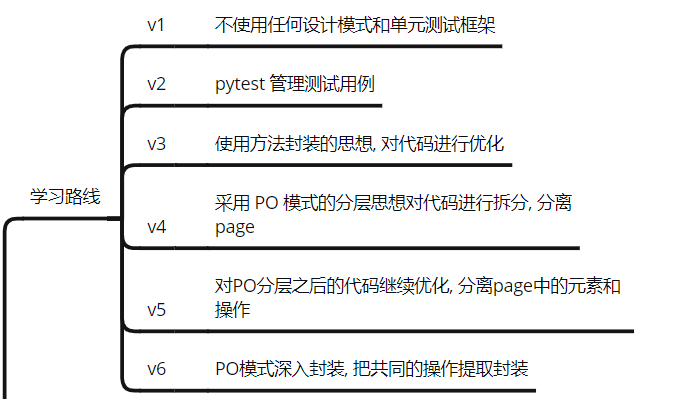 v1 不使用任何设计模式和单元测试框架
v2 pytest 管理测试用例
v3 使用方法封装的思想, 对代码进行优化
学习路线
采用 PO 模式的分层思想对代码进行拆分, 分离
v4 page
对PO分层之后的代码继续优化, 分离page中的元素和
v5 操作
v6 PO模式深入封装, 把共同的操作提取封装